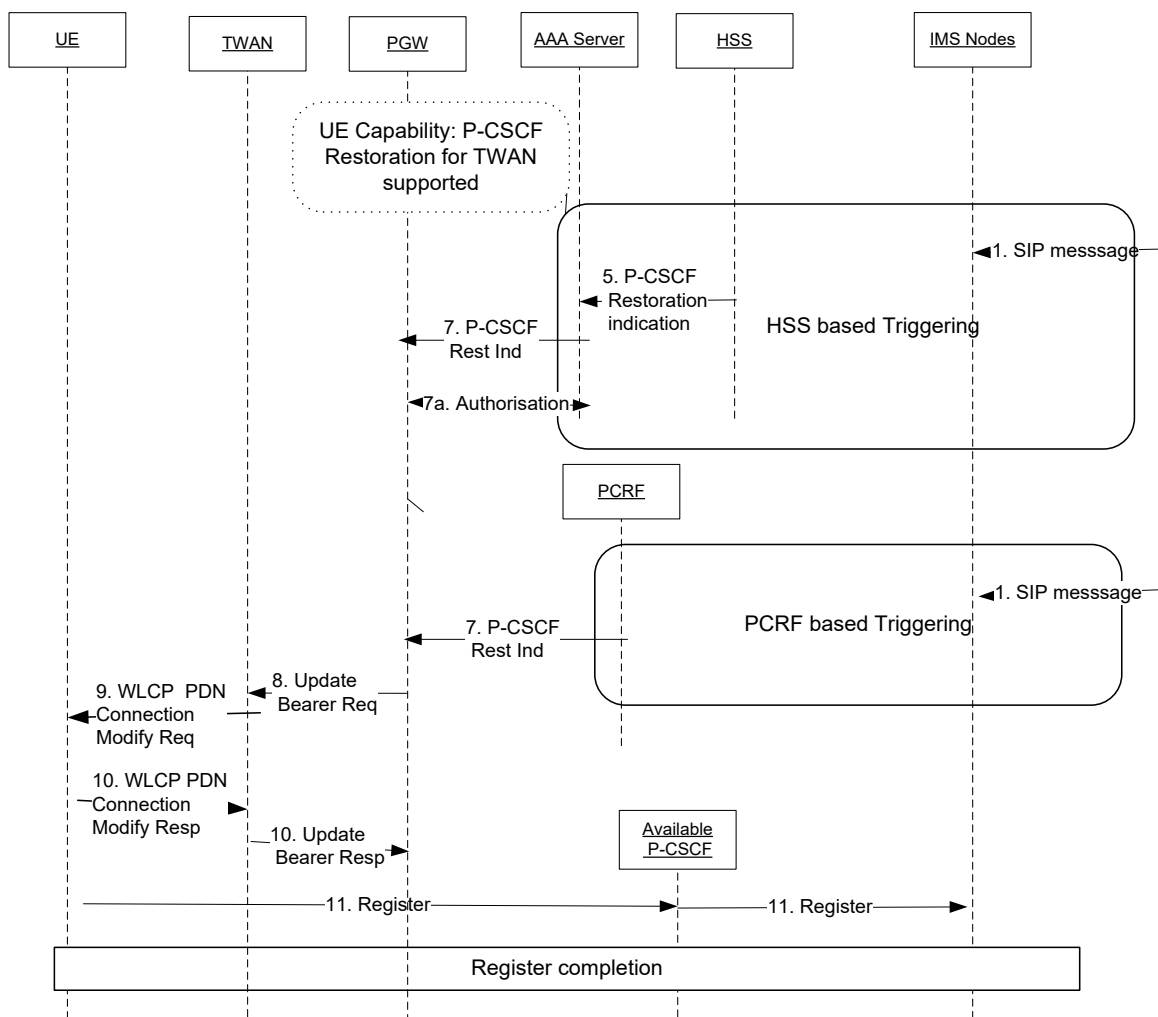 UE
TWAN
PGW
AAA Server
HSS
IMS Nodes
UE Capability: P-CSCF
Restoration for TWAN
supported
1. SIP messsage
5. P-CSCF
Restoration
indication
HSS based Triggering
7. P-CSCF
Rest Ind
7a. Authorisation
PCRF
1. SIP messsage
PCRF based Triggering
7. P-CSCF
Rest Ind
8. Update
Bearer Req
9. WLCP PDN
Connection
Modify Req
10. WLCP PDN
Connection
Modify Resp
10. Update
Bearer Resp
Available
P-CSCF
11. Register
11. Register
Register completion